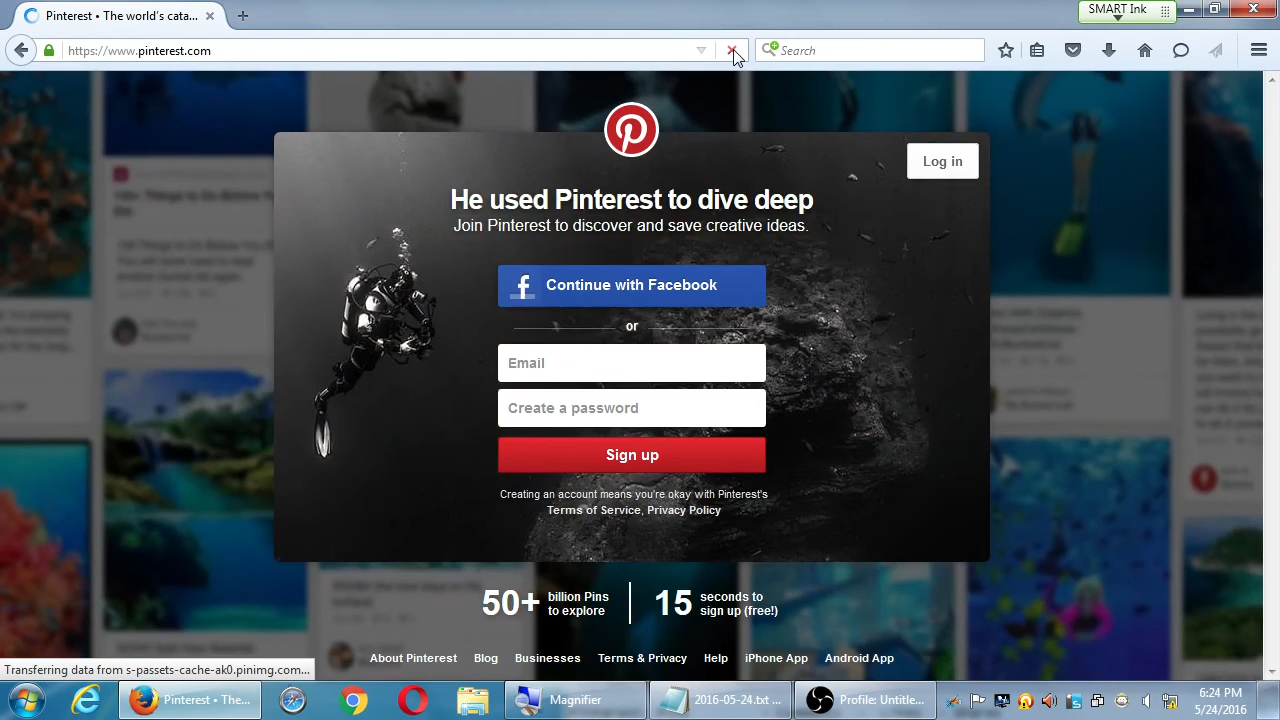 Pinterest • The world's cata...
SMART Ink
https://www.pinterest.com
Search
Log in
He used Pinterest to dive deep
Join Pinterest to discover and save creative ideas.
f Continue with Facebook
or
Email
Create a password
Sign up
Creating an account means you're okay with Pinterest's
Terms of Service, Privacy Policy
50+ billion Pins to explore
15 seconds to sign up (free!)
About Pinterest Blog Businesses Terms & Privacy Help iPhone App Android App
Transferring data from s-passets-cache-ak0.pinimg.com...
Pinterest • The...
Magnifier
2016-05-24.txt ...
Profile: Untitle...
6:24 PM
5/24/2016